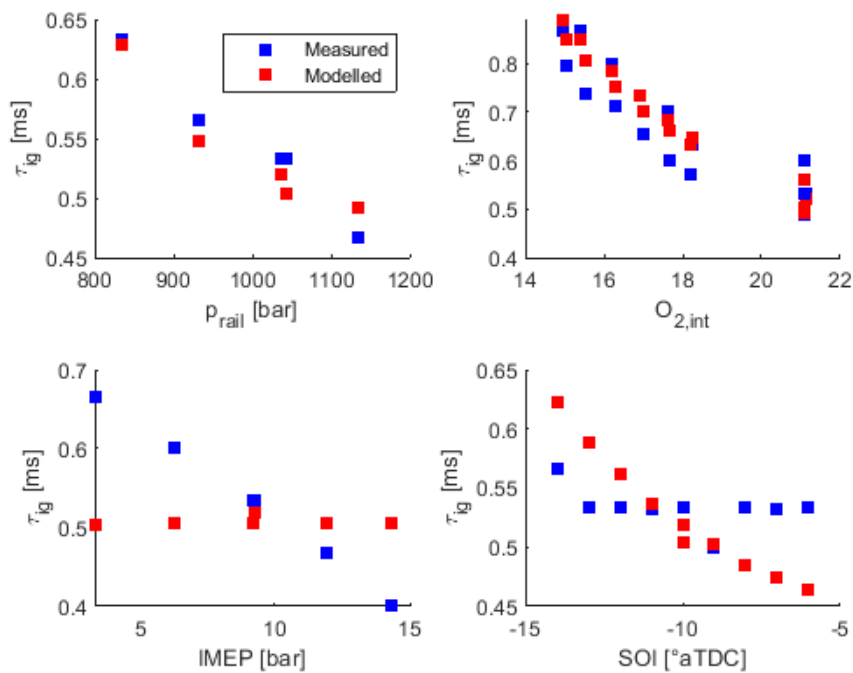 0.65
0.6
0.55
0.5
0.45
τig [ms]
800 900 1000 1100 1200
prail [bar]
Measured
Modelled
0.8
0.7
0.6
0.5
0.4
τig [ms]
14 16 18 20 22
O2,int
0.7
0.6
0.5
0.4
τig [ms]
5 10 15
IMEP [bar]
0.65
0.6
0.55
0.5
0.45
τig [ms]
-15 -10 -5
SOI [°aTDC]